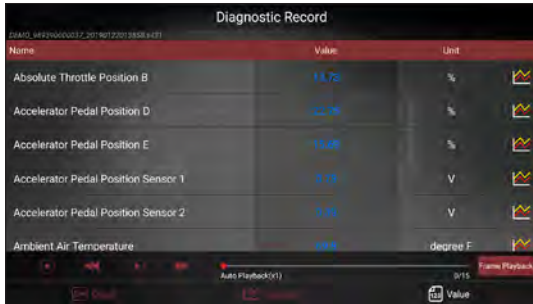 Diagnostic Record
Name Value Unit
Absolute Throttle Position B %
Accelerator Pedal Position D %
Accelerator Pedal Position E %
Accelerator Pedal Position Sensor 1 V
Accelerator Pedal Position Sensor 2 V
Ambient Air Temperature degree F
Auto Playback(x1) 0/15 Frame Playback
Value